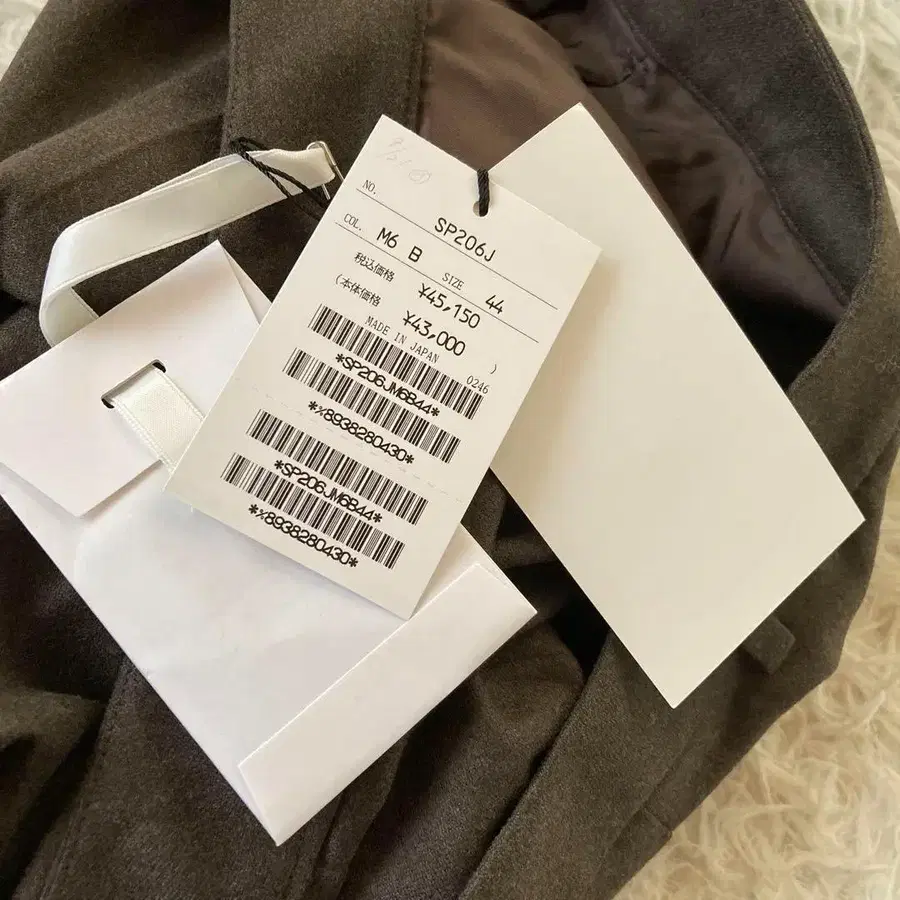 NO. SP206J
COL. M6 B SIZE 44
税込価格 ¥45,150
(本体価格 ¥43,000)
MADE IN JAPAN 0246
*SP206JM6B44*
*%8938280430*
*SP206JM6B44*
*%8938280430*